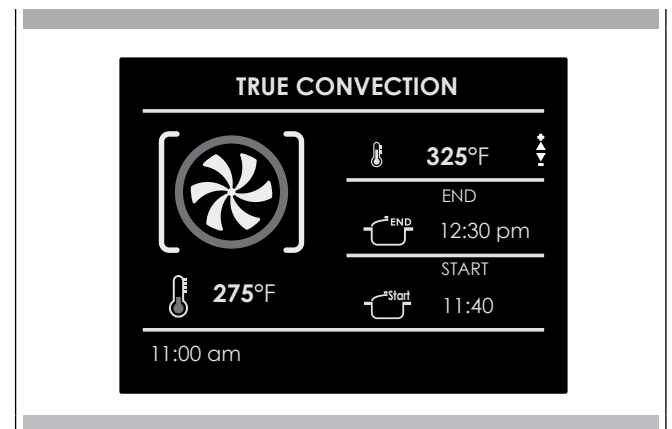 TRUE CONVECTION
325°F
END
END
12:30 pm
START
Start
11:40
275°F
11:00 am